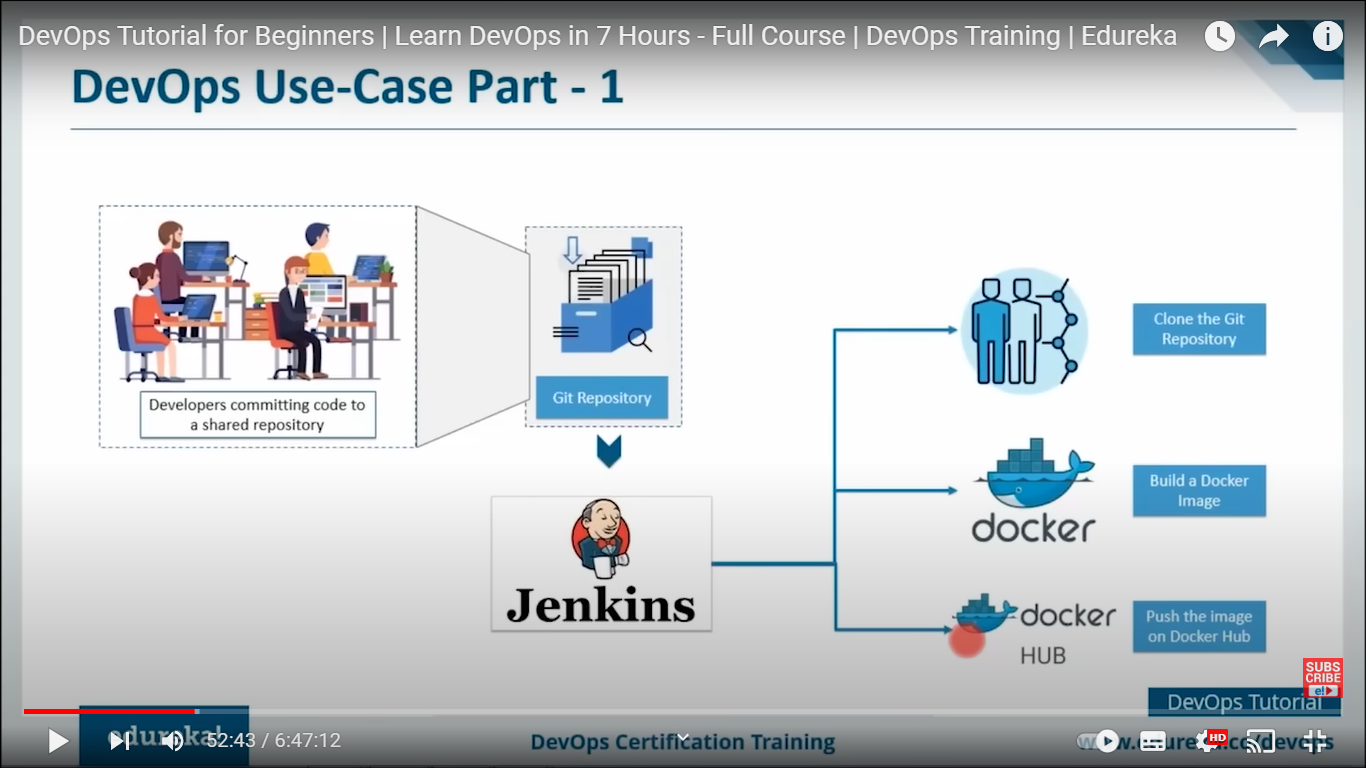 DevOps Tutorial for Beginners | Learn DevOps in 7 Hours - Full Course | DevOps Training | Edureka
DevOps Use-Case Part - 1
Developers committing code to
a shared repository
Git Repository
Jenkins
Clone the Git
Repository
docker
Build a Docker
Image
docker
HUB
Push the image
on Docker Hub
SUBS
CRIBE
e!
DevOps Tutorial
edureka!
52:43 / 6:47:12
DevOps Certification Training
HD